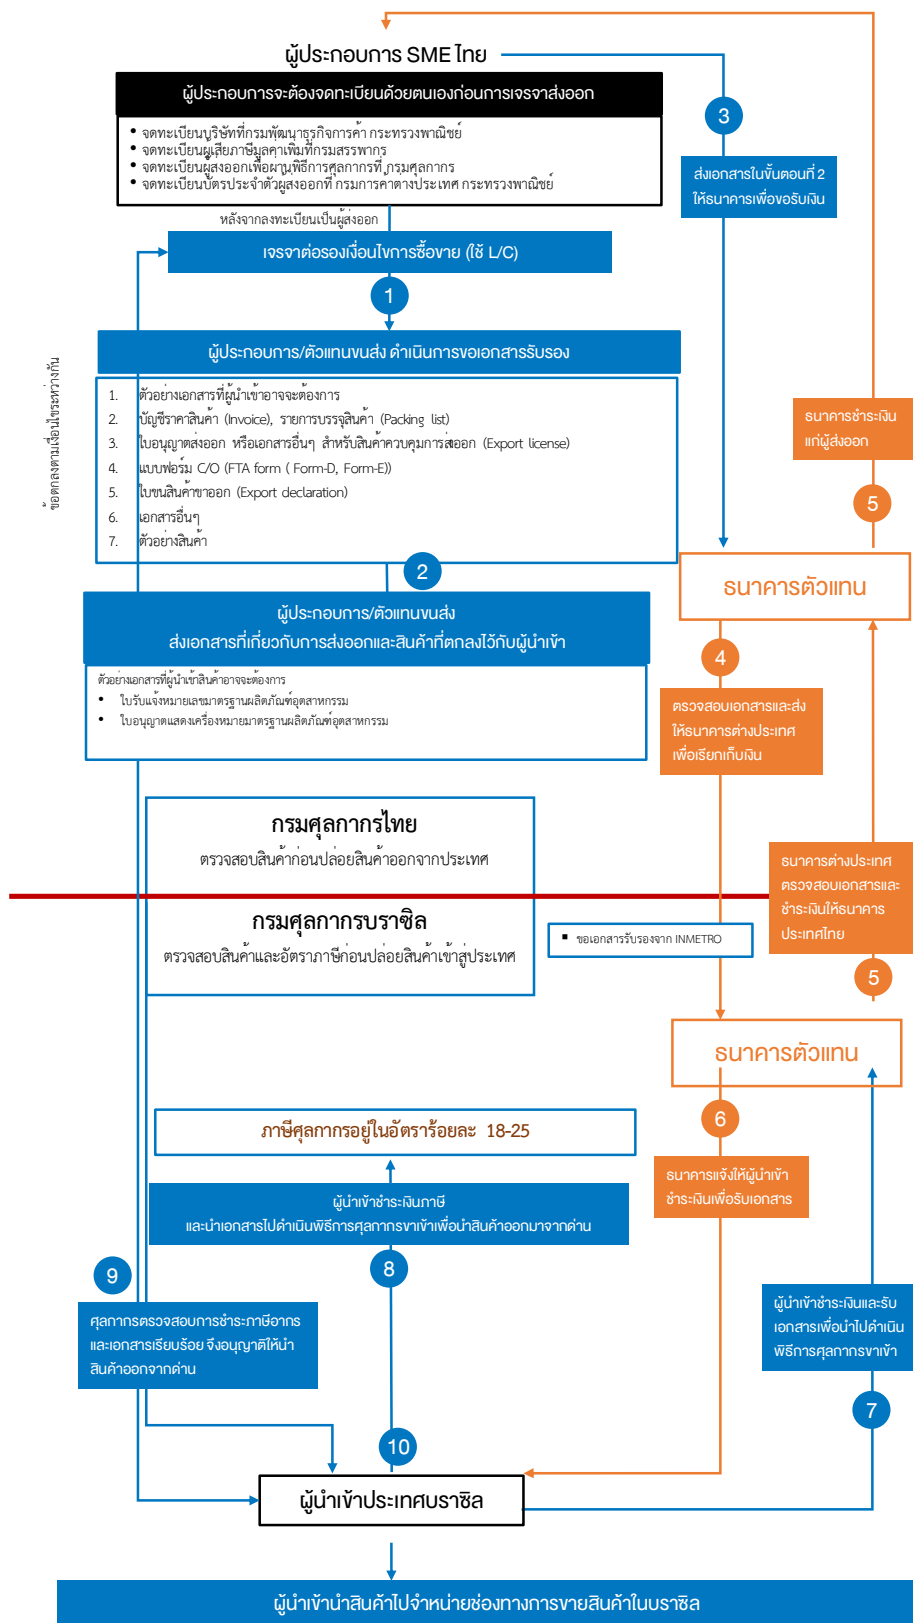 ผู้ประกอบการ SME ไทย
ผู้ประกอบการจะต้องจดทะเบียนด้วยตนเองก่อนการเจรจาส่งออก
• จดทะเบียนบริษัทที่กรมพัฒนาธุรกิจการค้า กระทรวงพาณิชย์
• จดทะเบียนผู้เสียภาษีมูลค่าเพิ่มที่กรมสรรพากร
• จดทะเบียนผู้ส่งออกเพื่อผ่านพิธีการศุลกากรที่ กรมศุลกากร
• จดทะเบียนบัตรประจำตัวผู้ส่งออกที่ กรมการค้าต่างประเทศ กระทรวงพาณิชย์
3
ส่งเอกสารในขั้นตอนที่ 2
ให้ธนาคารเพื่อขอรับเงิน
หลังจากลงทะเบียนเป็นผู้ส่งออก
เจรจาต่อรองเงื่อนไขการซื้อขาย (ใช้ L/C)
1
ข้อตกลงตามเงื่อนไขระหว่างกัน
ผู้ประกอบการ/ตัวแทนขนส่ง ดำเนินการขอเอกสารรับรอง
1. ตัวอย่างเอกสารที่ผู้นำเข้าอาจจะต้องการ
2. บัญชีราคาสินค้า (Invoice), รายการบรรจุสินค้า (Packing list)
3. ใบอนุญาตส่งออก หรือเอกสารอื่นๆ สำหรับสินค้าควบคุมการส่งออก (Export license)
4. แบบฟอร์ม C/O (FTA form ( Form-D, Form-E))
5. ใบขนสินค้าขาออก (Export declaration)
6. เอกสารอื่นๆ
7. ตัวอย่างสินค้า
ธนาคารชำระเงิน
แก่ผู้ส่งออก
5
2
ธนาคารตัวแทน
ผู้ประกอบการ/ตัวแทนขนส่ง
ส่งเอกสารที่เกี่ยวกับการส่งออกและสินค้าที่ตกลงไว้กับผู้นำเข้า
ตัวอย่างเอกสารที่ผู้นำเข้าสินค้าอาจจะต้องการ
• ใบรับแจ้งหมายเลขมาตรฐานผลิตภัณฑ์อุตสาหกรรม
• ใบอนุญาตแสดงเครื่องหมายมาตรฐานผลิตภัณฑ์อุตสาหกรรม
4
ตรวจสอบเอกสารและส่ง
ให้ธนาคารต่างประเทศ
เพื่อเรียกเก็บเงิน
กรมศุลกากรไทย
ตรวจสอบสินค้าก่อนปล่อยสินค้าออกจากประเทศ
ธนาคารต่างประเทศ
ตรวจสอบเอกสารและ
ชำระเงินให้ธนาคาร
ประเทศไทย
กรมศุลกากรบราซิล
ตรวจสอบสินค้าและอัตราภาษีก่อนปล่อยสินค้าเข้าสู่ประเทศ
▪ ขอเอกสารรับรองจาก INMETRO
5
ธนาคารตัวแทน
6
ภาษีศุลกากรอยู่ในอัตราร้อยละ 18-25
ธนาคารแจ้งให้ผู้นำเข้า
ชำระเงินเพื่อรับเอกสาร
ผู้นำเข้าชำระเงินภาษี
และนำเอกสารไปดำเนินพิธีการศุลกากรขาเข้าเพื่อนำสินค้าออกมาจากด่าน
9
8
ศุลกากรตรวจสอบการชำระภาษีอากร
และเอกสารเรียบร้อย จึงอนุญาติให้นำ
สินค้าออกจากด่าน
ผู้นำเข้าชำระเงินและรับ
เอกสารเพื่อนำไปดำเนิน
พิธีการศุลกากรขาเข้า
7
10
ผู้นำเข้าประเทศบราซิล
ผู้นำเข้านำสินค้าไปจำหน่ายช่องทางการขายสินค้าในบราซิล